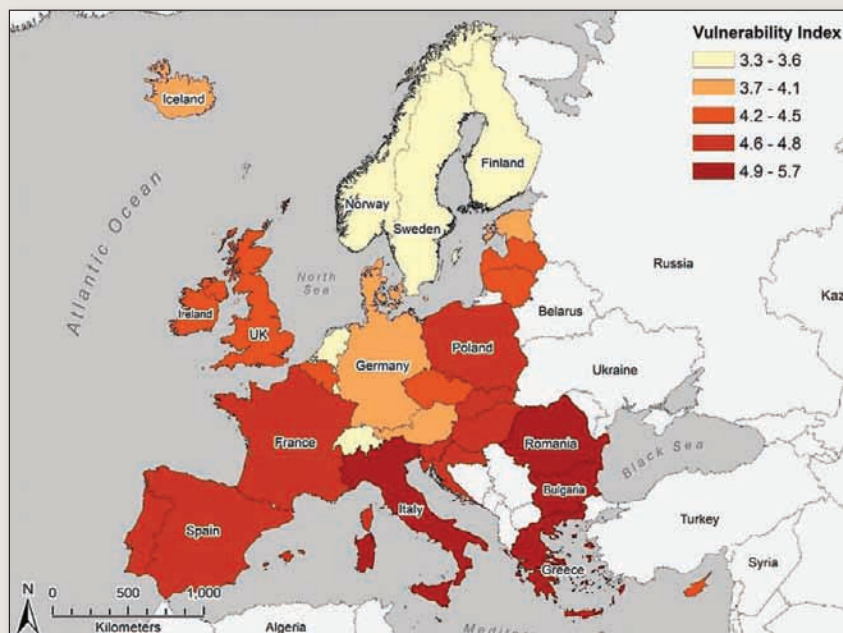 Vulnerability Index
3.3 - 3.6
3.7 - 4.1
4.2 - 4.5
4.6 - 4.8
4.9 - 5.7
Iceland
Finland
Norway
Sweden
Atlantic Ocean
North
Sea
Russia
Kaz
Ireland
UK
Belarus
Germany
Poland
Ukraine
France
Romania
Black Sea
Bulgaria
Italy
Spain
Turkey
Greece
Syria
N
0 500 1,000
Kilometers
Algeria